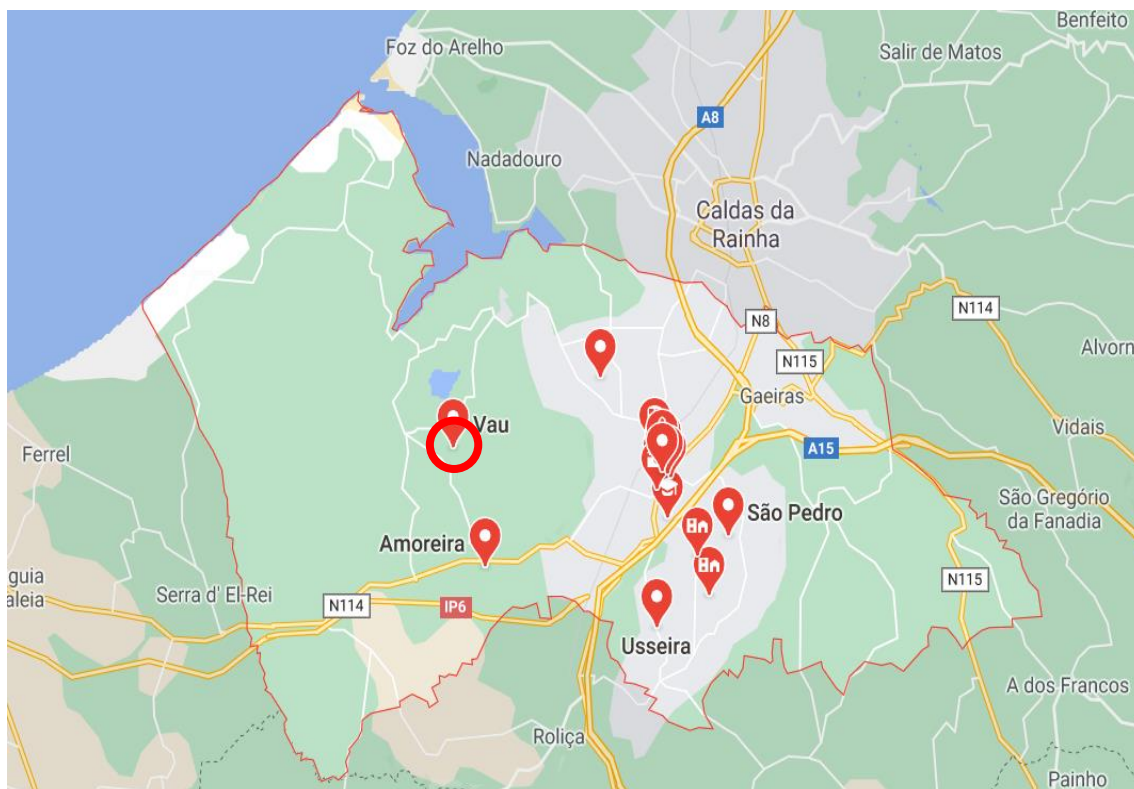 Benfeito
Foz do Arelho
Salir de Matos
A8
Nadadouro
Caldas da
Rainha
N114
N8
Alvorn
N115
Gaeiras
Vau
Vidais
Ferrel
A15
São Gregório
da Fanadia
São Pedro
Amoreira
guia
aleia
Serra d' El-Rei
N115
N114
IP6
Usseira
A dos Francos
Roliça
Painho